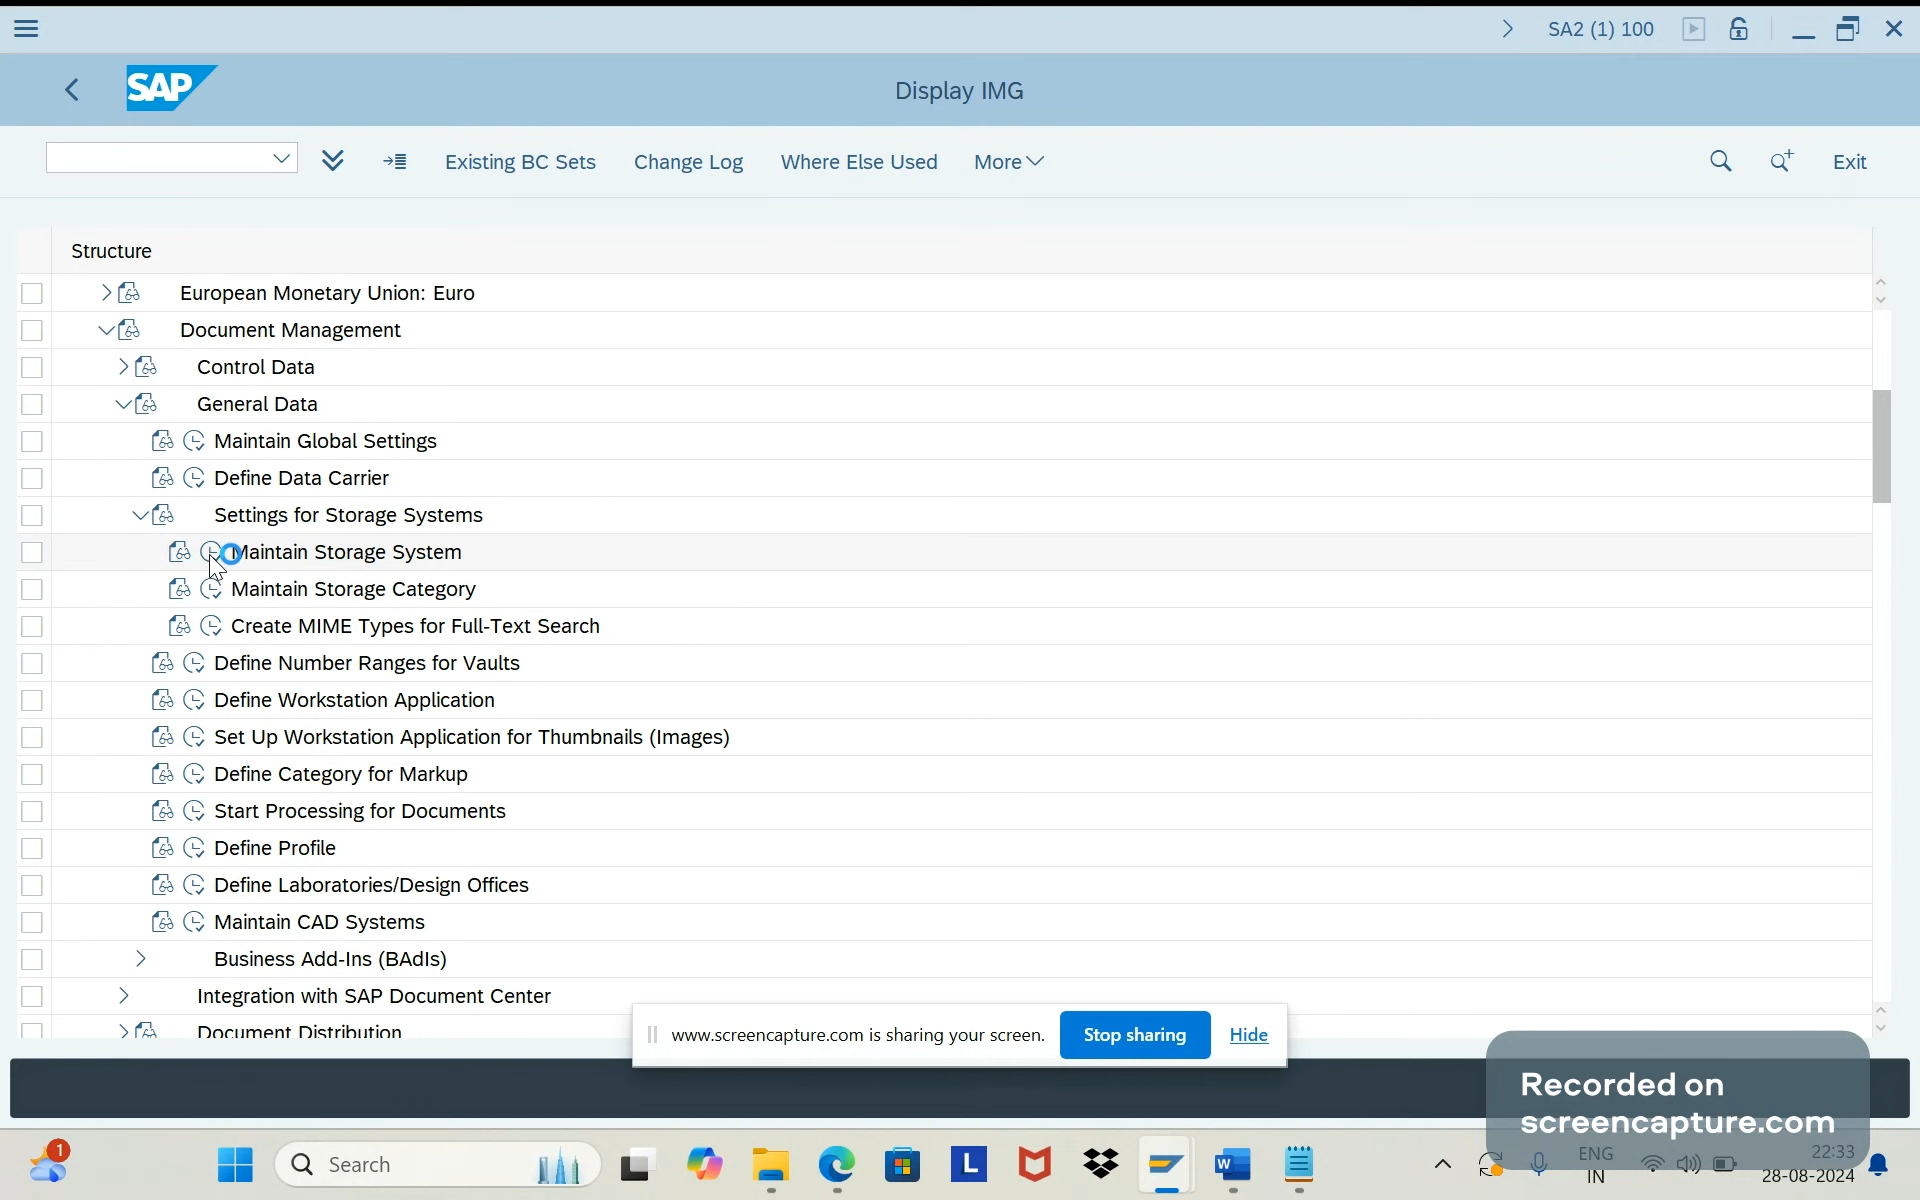 SA2 (1) 100
SAP
Display IMG
Existing BC Sets
Change Log
Where Else Used
More
Exit
Structure
European Monetary Union: Euro
Document Management
Control Data
General Data
Maintain Global Settings
Define Data Carrier
Settings for Storage Systems
Maintain Storage System
Maintain Storage Category
Create MIME Types for Full-Text Search
Define Number Ranges for Vaults
Define Workstation Application
Set Up Workstation Application for Thumbnails (Images)
Define Category for Markup
Start Processing for Documents
Define Profile
Define Laboratories/Design Offices
Maintain CAD Systems
Business Add-Ins (BAdIs)
Integration with SAP Document Center
Document Distribution
www.screencapture.com is sharing your screen.
Stop sharing
Hide
Recorded on
screencapture.com
1
Search
L
W
ENG
IN
22:33
28-08-2024